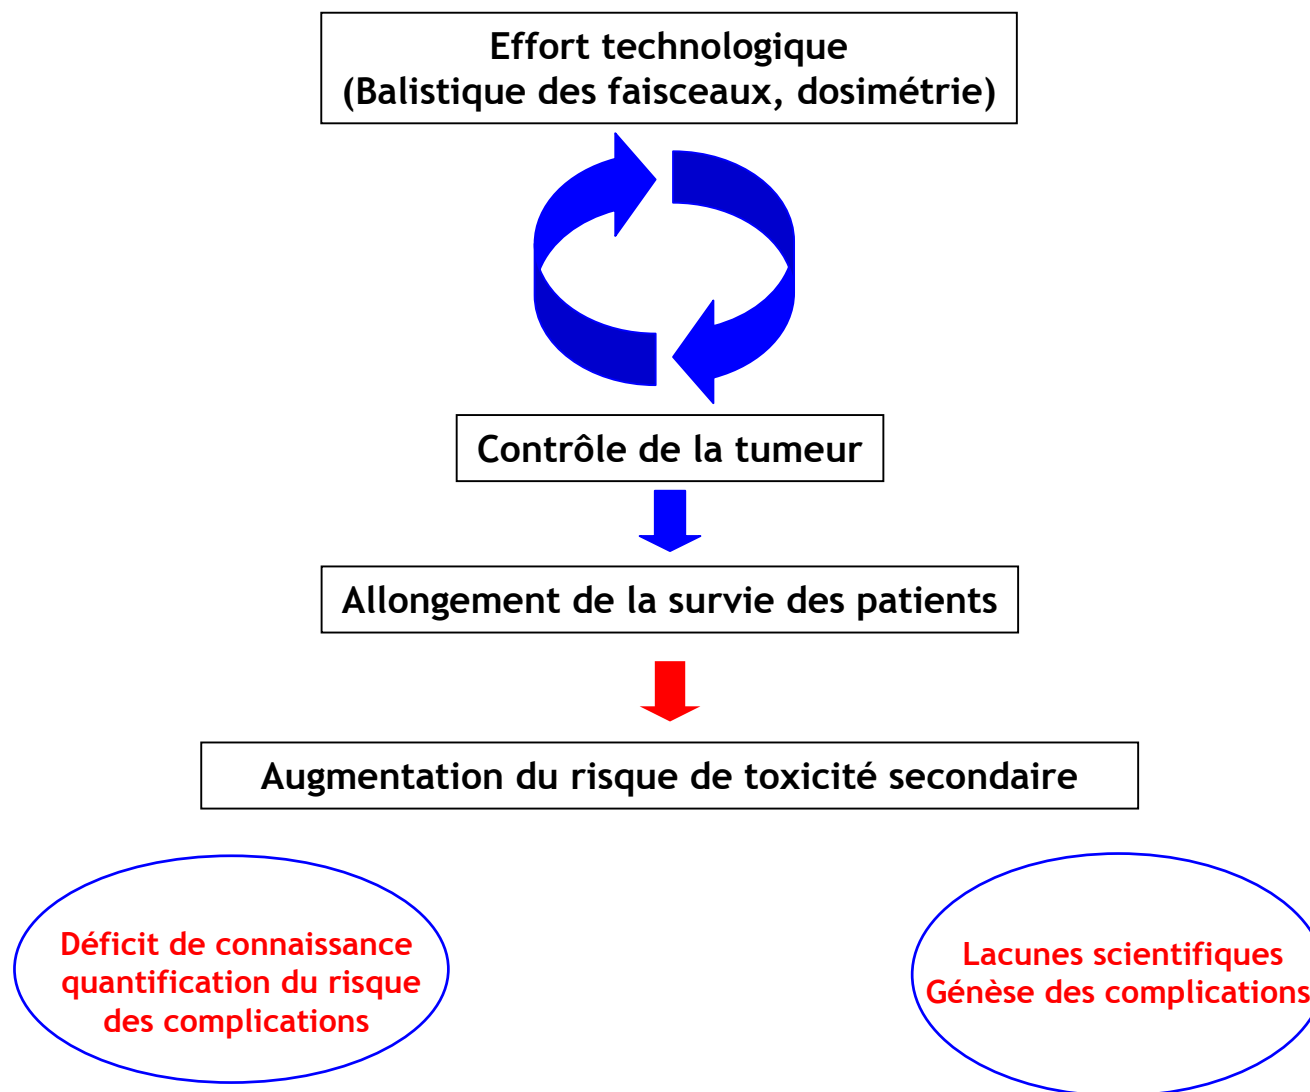 Effort technologique
(Balistique des faisceaux, dosimétrie)
Contrôle de la tumeur
Allongement de la survie des patients
Augmentation du risque de toxicité secondaire
Déficit de connaissance
quantification du risque
des complications
Lacunes scientifiques
Génèse des complications